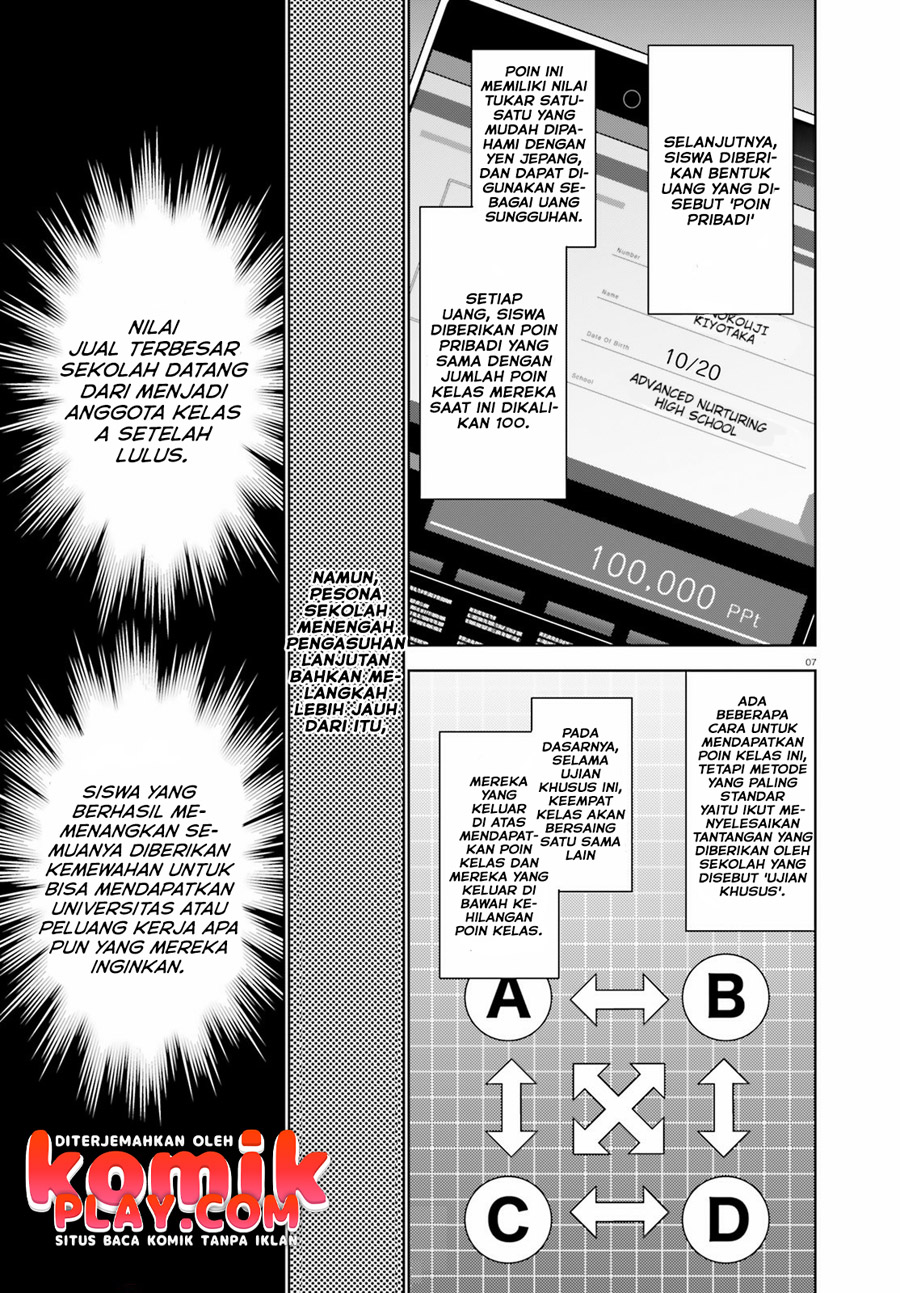 SELANJUTNYA,
SISWA DIBERI-
KAN BENTUK
UANG YANG DI-
SEBUT 'POIN
PRIBADI'
POIN INI
MEMILIKI NILAI
TUKAR SATU-
SATU YANG
MUDAH DIPA-
HAMI DENGAN
YEN JEPANG,
DAN DAPAT DI-
GUNAKAN SE-
BAGAI UANG
SUNGGUHAN.
SETIAP
UANG, SISWA
DIBERIKAN POIN
PRIBADI YANG
SAMA DENGAN
JUMLAH POIN
KELAS MEREKA
SAAT INI DIKALI-
KAN 100.
Number
Name
KIYOTAKA
Date Of Birth
10/20
School
ADVANCED NURTURING
HIGH SCHOOL
100,000 PPt
07
ADA
BEBERAPA
CARA UNTUK
MENDAPATKAN
POIN KELAS INI,
TETAPI METODE
YANG PALING
STANDAR
YAITU IKUT ME-
NYELESAIKAN
TANTANGAN YANG
DIBERIKAN OLEH
SEKOLAH YANG
DISEBUT 'UJIAN
KHUSUS'.
PADA
DASARNYA,
SELAMA
UJIAN
KHUSUS INI,
KEEMPAT
KELAS AKAN
BERSAING
SATU SAMA
LAIN
MEREKA
YANG
KELUAR
DI ATAS
MENDAPAT-
KAN POIN
KELAS DAN
MEREKA YANG
KELUAR DI
BAWAH KE-
HILANGAN
POIN KELAS.
A B
C D
NAMUN,
PESONA
SEKOLAH
MENENGAH
PENGASUHAN
LANJUTAN
BAHKAN ME-
LANGKAH
LEBIH JAUH
DARI ITU,
NILAI
JUAL TERBESAR
SEKOLAH DATANG
DARI MENJADI
ANGGOTA KELAS
A SETELAH
LULUS.
SISWA YANG
BERHASIL ME-
MENANGKAN SE-
MUANYA DIBERIKAN
KEMEWAHAN UNTUK
BISA MENDAPATKAN
UNIVERSITAS ATAU
PELUANG KERJA APA
PUN YANG MEREKA
INGINKAN.
DITERJEMAHKAN OLEH
komik
PLAY.COM
SITUS BACA KOMIK TANPA IKLAN